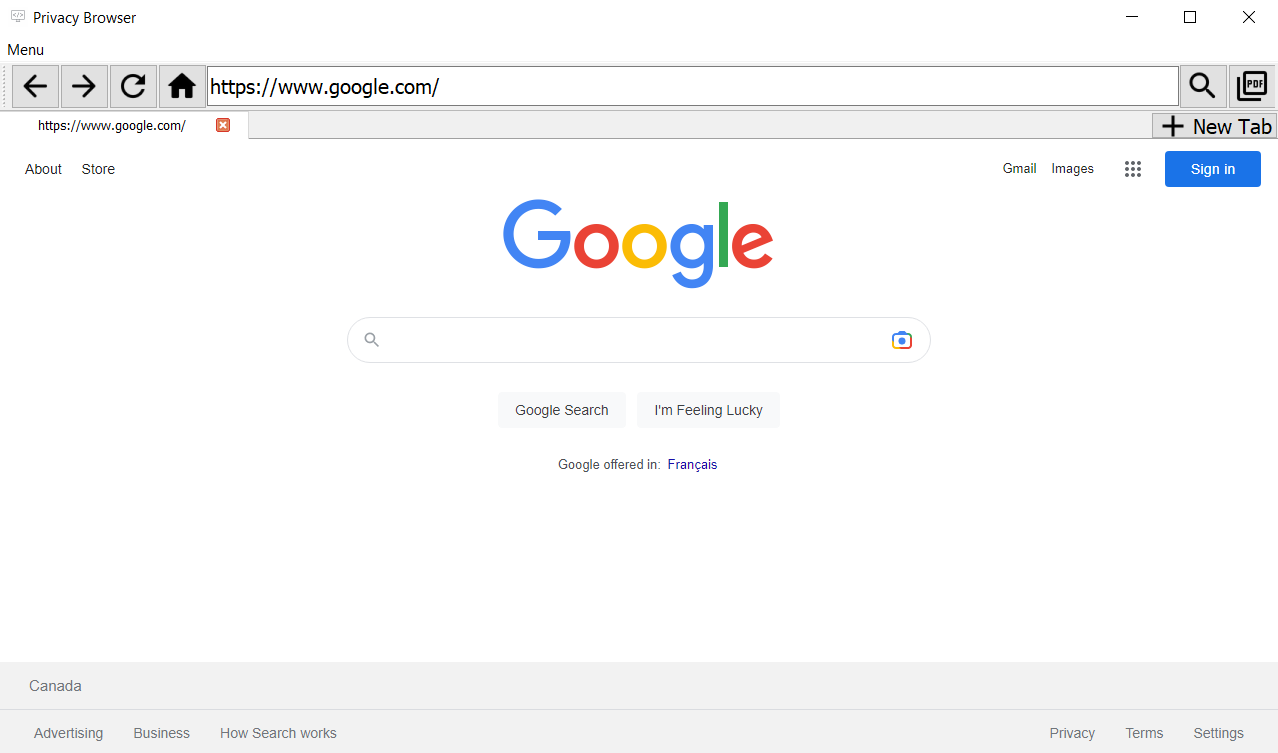 Privacy Browser
Menu
https://www.google.com/
PDF
https://www.google.com/
New Tab
About Store Gmail Images Sign in
Google
Google Search I'm Feeling Lucky
Google offered in: Français
Canada
Advertising Business How Search works Privacy Terms Settings